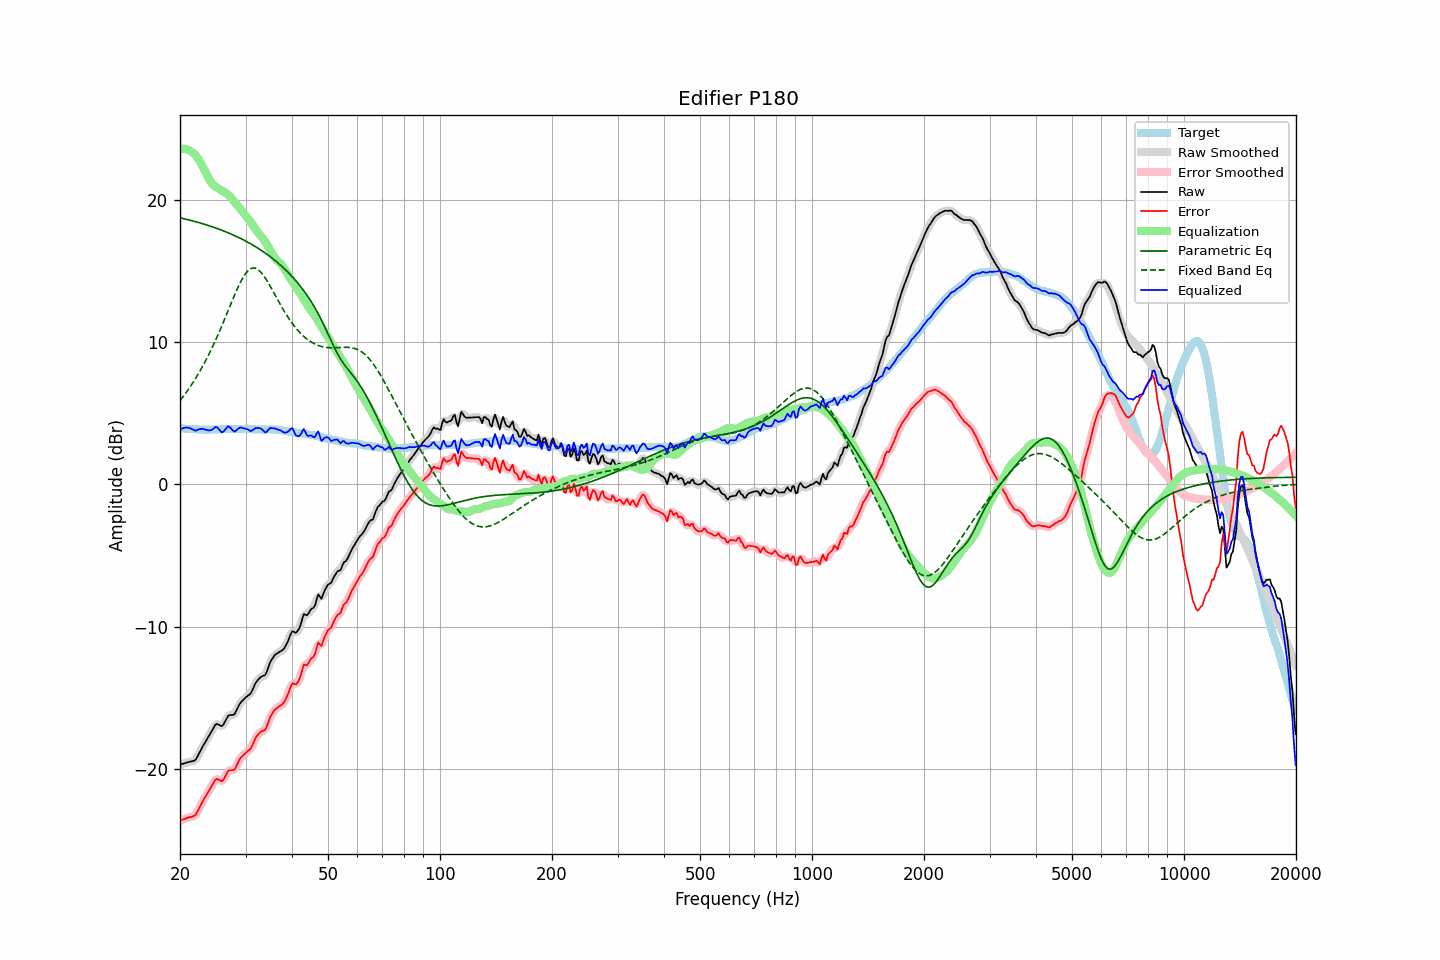 Edifier P180
Amplitude (dBr)
20
10
0
−10
−20
Target
Raw Smoothed
Error Smoothed
Raw
Error
Equalization
Parametric Eq
Fixed Band Eq
Equalized
20 50 100 200 500 1000 2000 5000 10000 20000
Frequency (Hz)